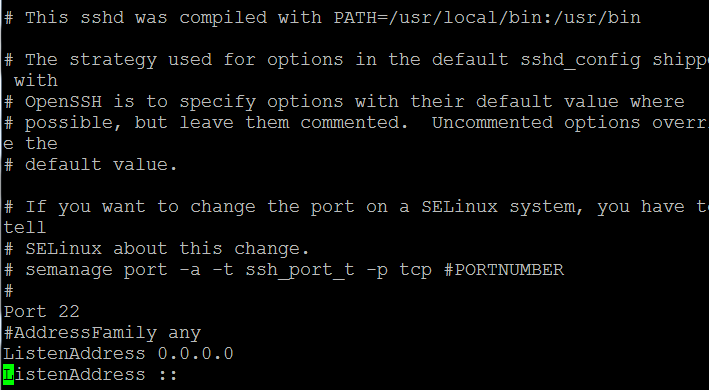 # This sshd was compiled with PATH=/usr/local/bin:/usr/bin
# The strategy used for options in the default sshd_config shipp
with
# OpenSSH is to specify options with their default value where
# possible, but leave them commented.  Uncommented options overri
e the
# default value.
# If you want to change the port on a SELinux system, you have t
tell
# SELinux about this change.
# semanage port -a -t ssh_port_t -p tcp #PORTNUMBER
#
Port 22
#AddressFamily any
ListenAddress 0.0.0.0
ListenAddress ::